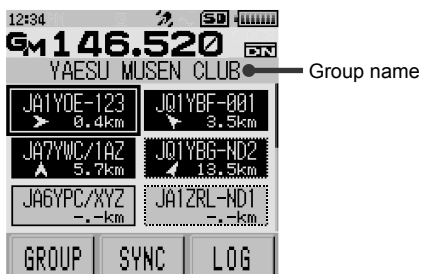 12:34 SD
GM146.520 DN
YAESU MUSEN CLUB Group name
JA1YOE-123 JQ1YBF-001
0.4km 3.5km
JA7YWC/1AZ JQ1YBG-ND2
5.7km 13.5km
JA6YPC/XYZ JA1ZRL-ND1
-.-km -.-km
GROUP SYNC LOG